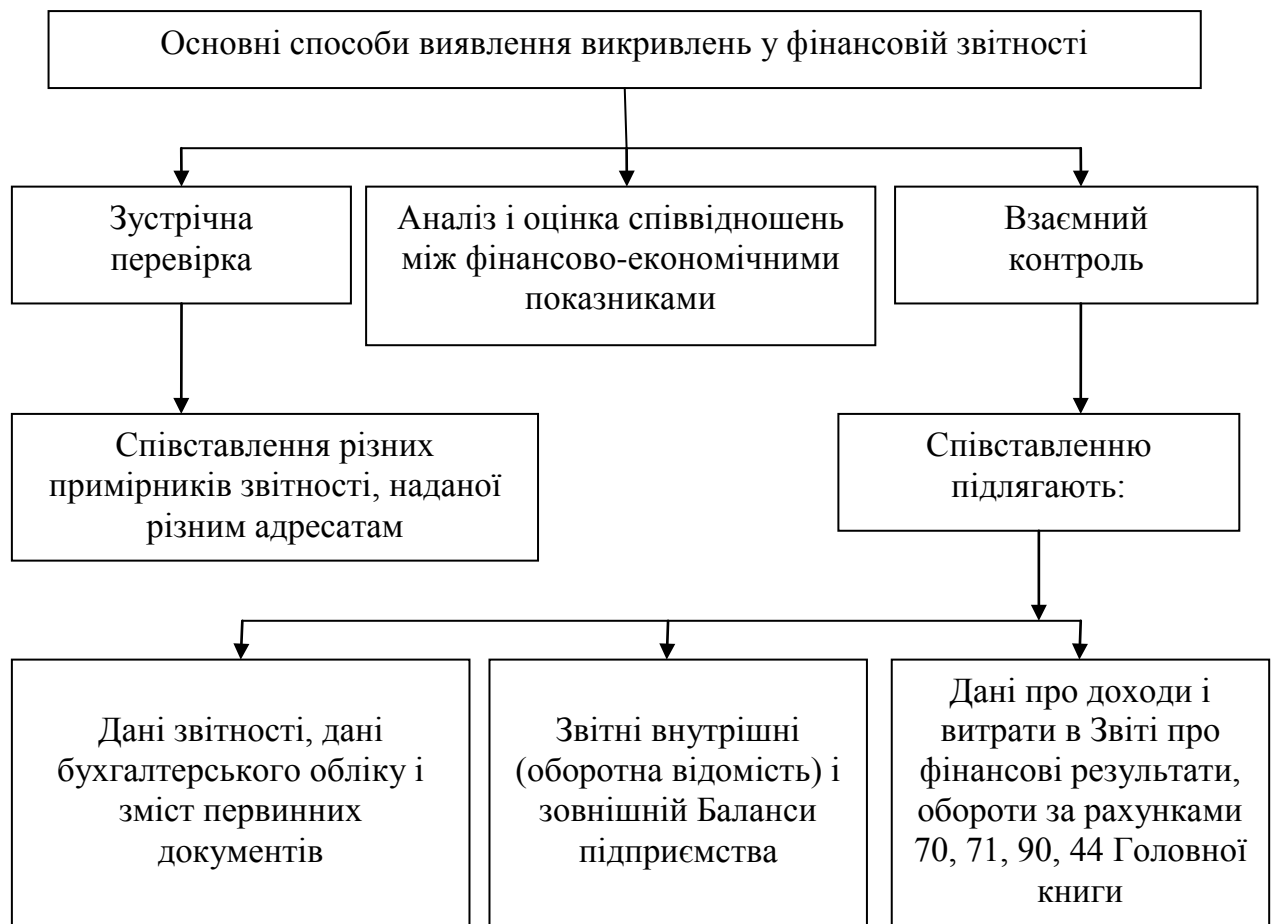 Основні способи виявлення викривлень у фінансовій звітності
Зустрічна
перевірка
Аналіз і оцінка співвідношень
між фінансово-економічними
показниками
Взаємний
контроль
Співставлення різних
примірників звітності, наданої
різним адресатам
Співставленню
підлягають:
Дані звітності, дані
бухгалтерського обліку і
зміст первинних
документів
Звітні внутрішні
(оборотна відомість) і
зовнішній Баланси
підприємства
Дані про доходи і
витрати в Звіті про
фінансові результати,
обороти за рахунками
70, 71, 90, 44 Головної
книги